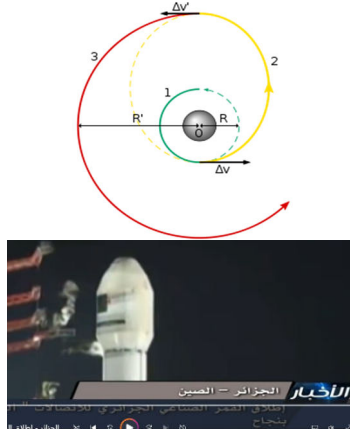 Δv'
3
2
1
R'
R
O
Δv
الأخبار
الجزائر – الصين
إطلاق القمر الصناعي الجزائري للاتصالات "
بنجاح